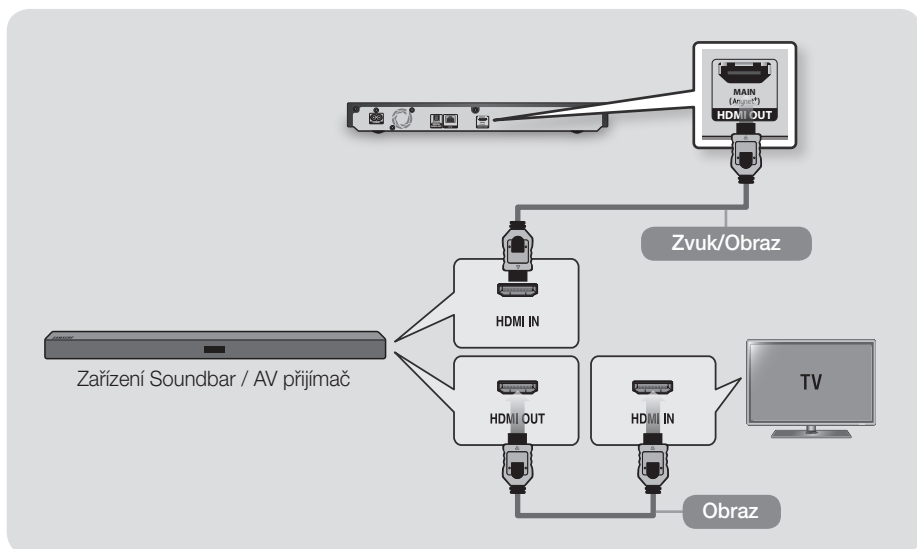 MAIN
(Anynet+)
HDMI OUT
Zvuk/Obraz
HDMI IN
Zařízení Soundbar / AV přijímač
HDMI OUT
HDMI IN
TV
Obraz